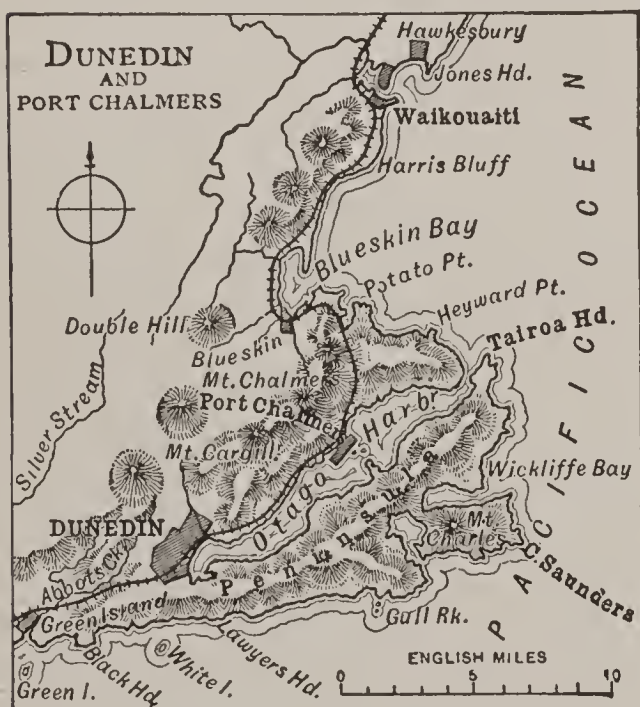 DUNEDIN
AND
PORT CHALMERS
Hawkesbury
Jones Hd.
Waikouaiti
Harris Bluff
PACIFIC OCEAN
Blueskin Bay
Potato Pt.
Heyward Pt.
Tairoa Hd.
Double Hill
Blueskin
Mt. Chalmers
Port Chalmers
Silver Stream
Mt. Cargill
Otago Harbr
Wickliffe Bay
Peninsula
DUNEDIN
Mt. Charles
C. Saunders
Abbots Ck.
Green Island
Gull Rk.
Lawyers Hd.
White I.
Black Hd.
Green I.
ENGLISH MILES
0 5 10